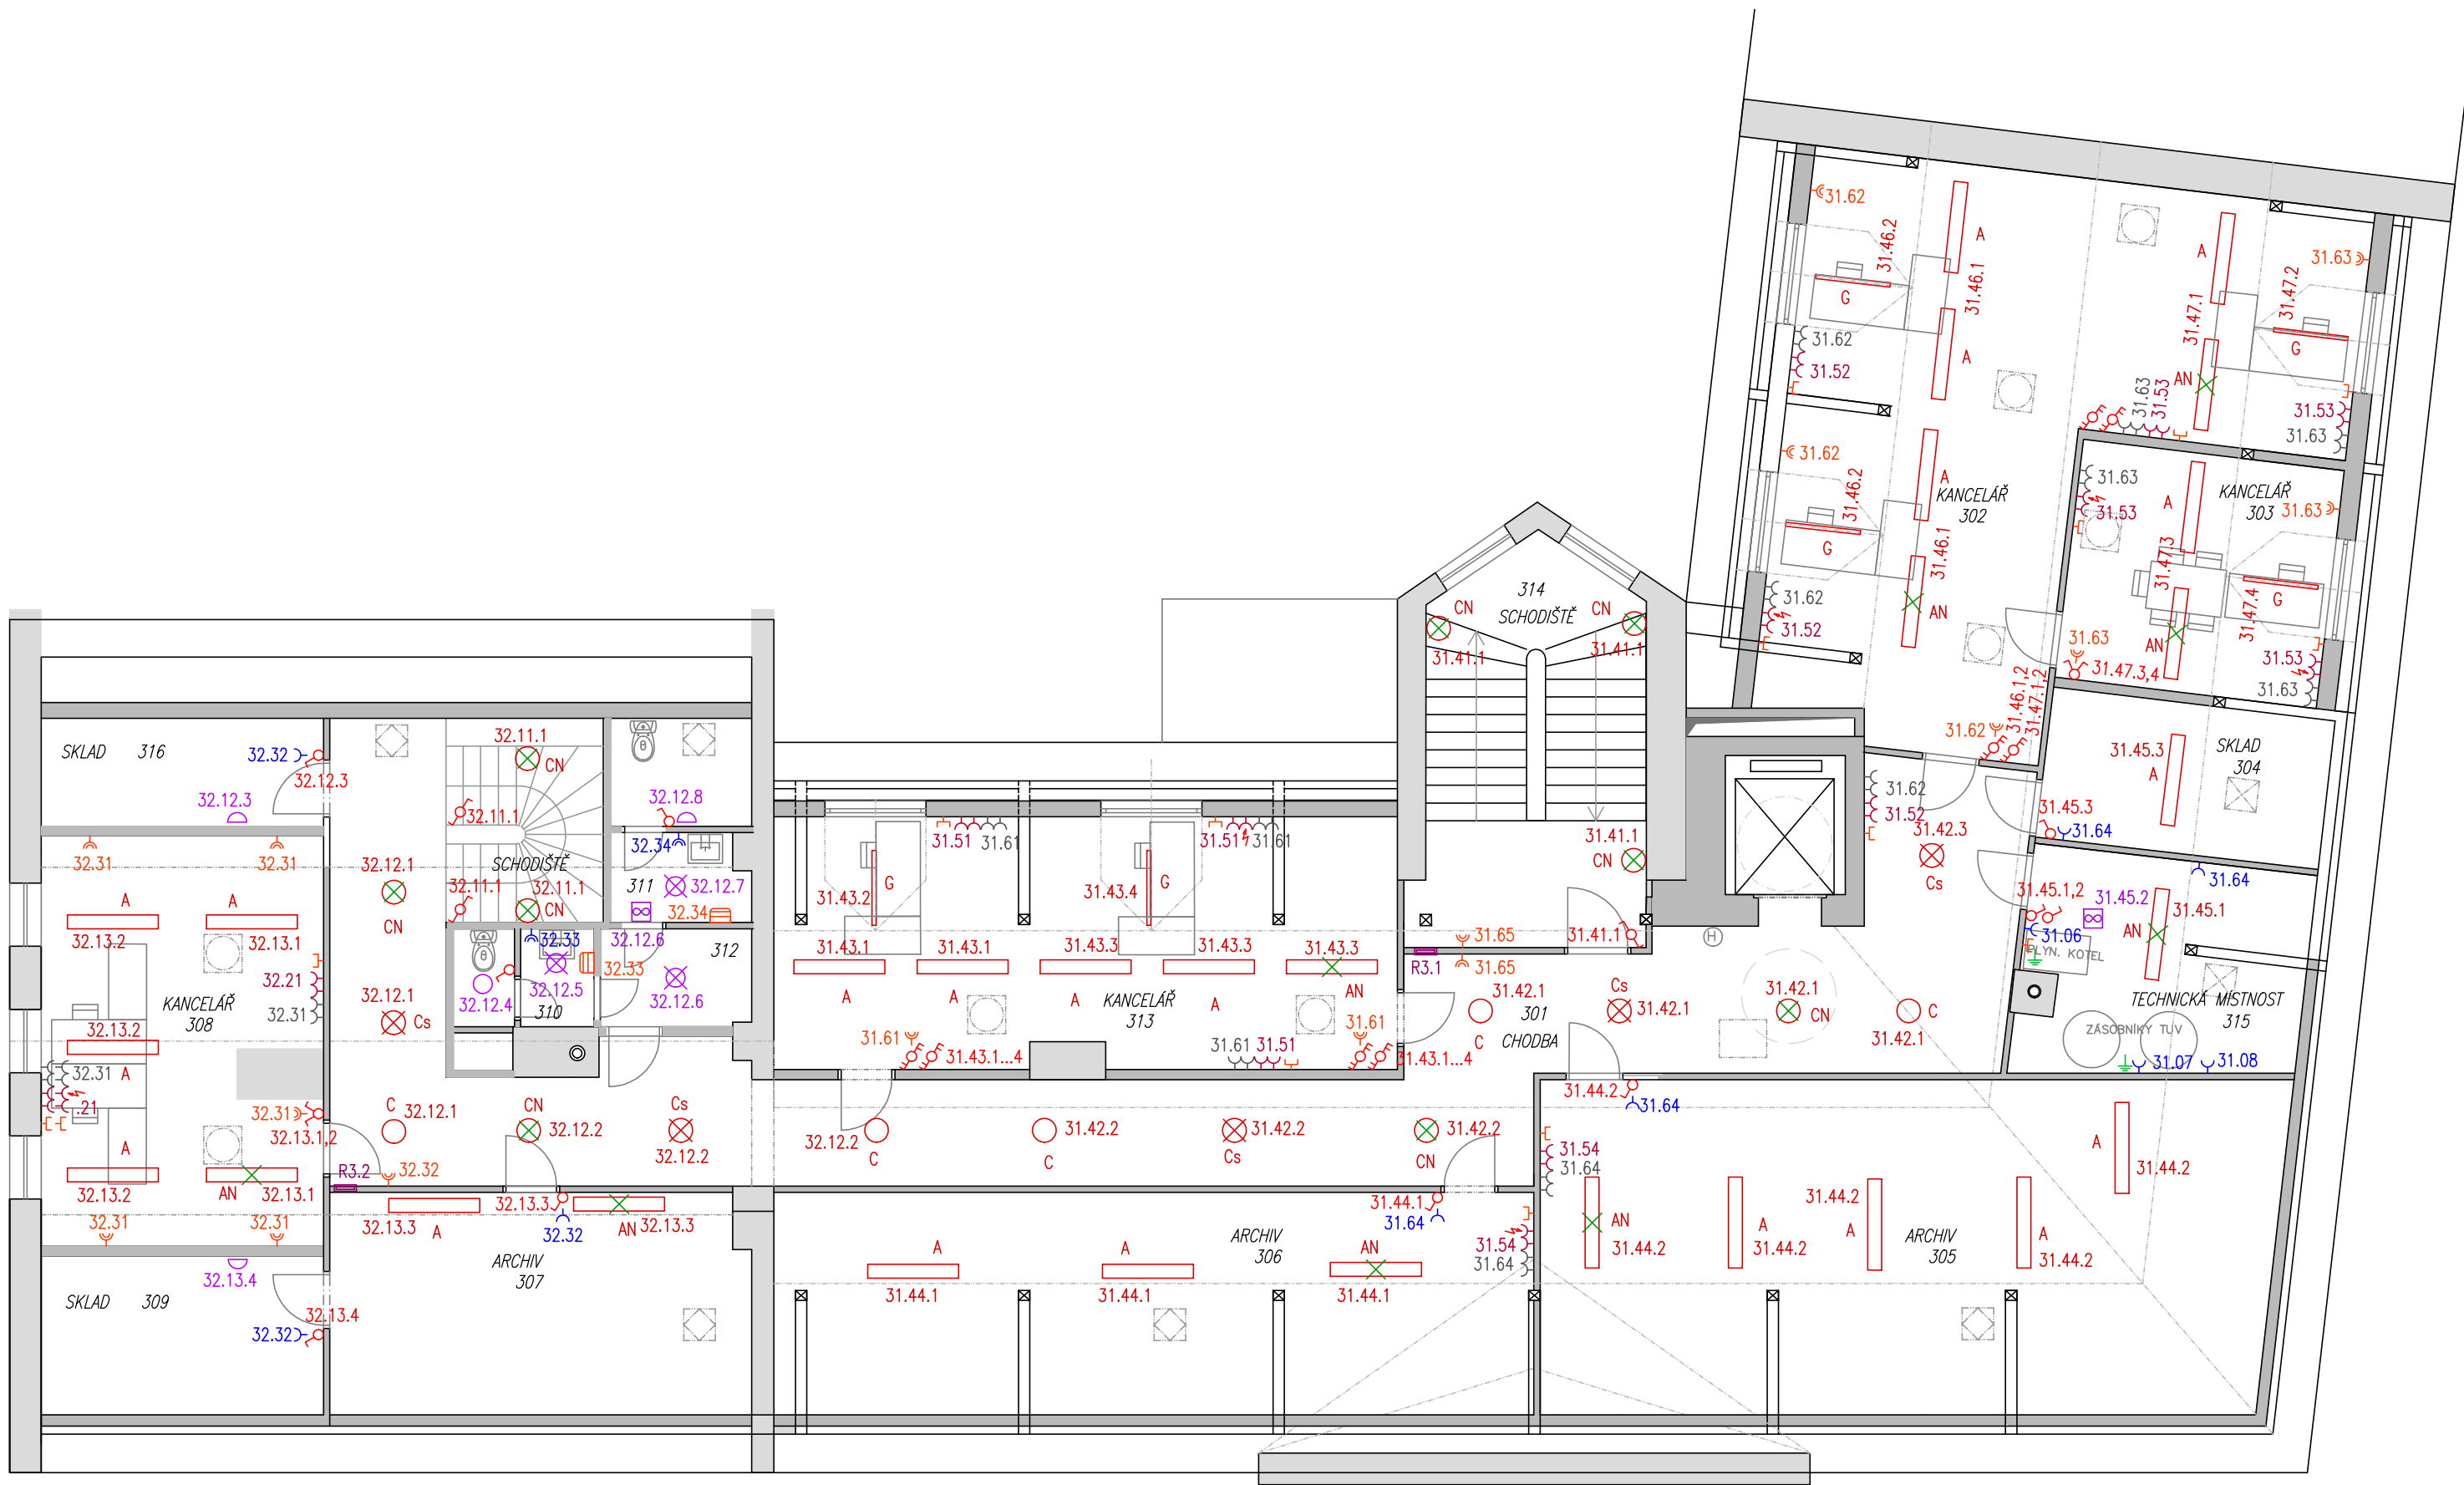 31.62
31.46.2
A
31.46.1
G
A
31.62
31.52
A
31.63
31.47.2
31.47.1
G
AN
31.63
31.53
31.53
31.63
31.62
31.46.2
A
KANCELÁŘ
302
G
31.46.1
31.62
31.52
AN
31.63
31.53
A
KANCELÁŘ
303
31.63
31.47.3
G
31.47.4
31.63
AN
31.47.3,4
31.53
31.63
31.46.1,2
31.47.1,2
31.62
31.45.3
A
SKLAD
304
31.45.3
31.64
31.62
31.52
31.42.3
Cs
31.64
31.45.1,2
31.45.2
31.45.1
AN
31.06
PLYN. KOTEL
TECHNICKÁ MÍSTNOST
315
ZÁSOBNÍKY TUV
31.07
31.08
314
SCHODIŠTĚ
CN
CN
31.41.1
31.41.1
31.41.1
CN
31.41.1
H
31.65
31.65
R3.1
31.42.1
C
301
CHODBA
Cs
31.42.1
31.42.1
CN
C
31.42.1
SKLAD 316
32.32
32.12.3
32.12.3
32.31
32.31
32.11.1
CN
32.11.1
SCHODIŠTĚ
32.11.1
32.11.1
CN
32.12.1
CN
32.12.1
Cs
32.12.8
32.34
311
32.12.7
32.34
32.33
32.12.6
312
32.12.4
32.12.5
32.33
32.12.6
310
A
A
32.13.2
32.13.1
32.21
32.31
KANCELÁŘ
308
32.13.2
A
32.31
.21
A
32.31
32.13.1,2
32.13.2
AN
32.13.1
32.31
32.31
R3.2
32.32
C
32.12.1
CN
32.12.2
Cs
32.12.2
31.51
31.61
31.51
31.61
31.43.2
G
31.43.4
G
31.43.1
31.43.1
31.43.3
31.43.3
31.43.3
A
A
A
A
AN
KANCELÁŘ
313
31.61
31.43.1...4
31.61
31.51
31.61
31.43.1...4
32.12.2
C
31.42.2
C
31.42.2
Cs
31.42.2
CN
32.13.4
SKLAD 309
32.13.4
32.32
32.13.3
A
32.13.3
32.32
AN
32.13.3
ARCHIV
307
A
A
AN
31.44.1
31.44.1
31.44.1
ARCHIV
306
31.44.1
31.64
31.54
31.64
31.54
31.64
31.44.2
31.64
AN
31.44.2
A
31.44.2
31.44.2
A
ARCHIV
305
A
31.44.2
A
31.44.2